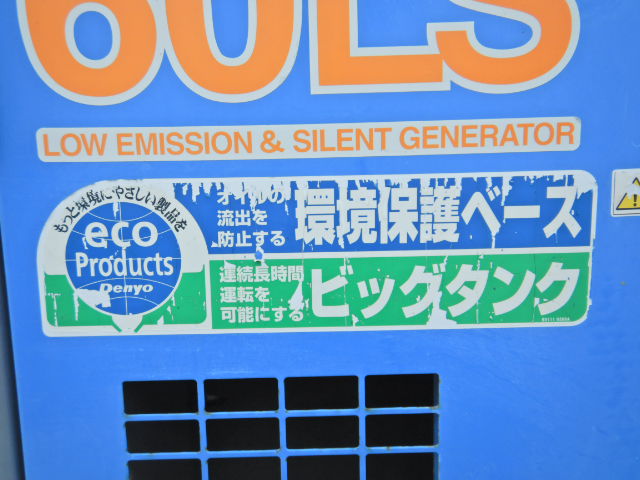 60LS
LOW EMISSION & SILENT GENERATOR
もっと環境にやさしい製品を
eco
Products
Denyo
オイルの
流出を
防止する
環境保護ベース
運続長時間
運転を
可能にする
ビッグタンク